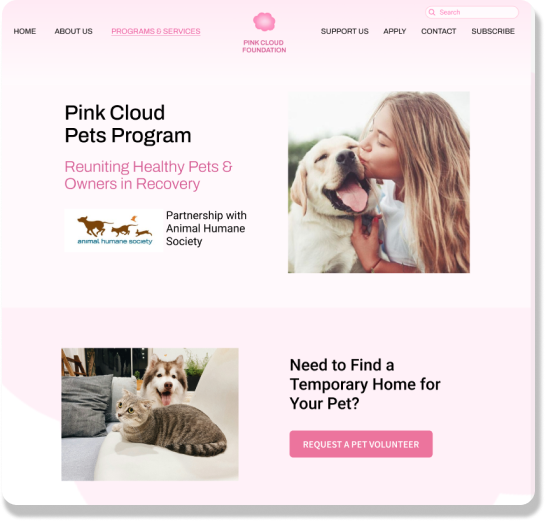 Search
HOME
ABOUT US
PROGRAMS & SERVICES
PINK CLOUD
FOUNDATION
SUPPORT US
APPLY
CONTACT
SUBSCRIBE
Pink Cloud
Pets Program
Reuniting Healthy Pets &
Owners in Recovery
animal humane society
Partnership with
Animal Humane
Society
Need to Find a
Temporary Home for
Your Pet?
REQUEST A PET VOLUNTEER